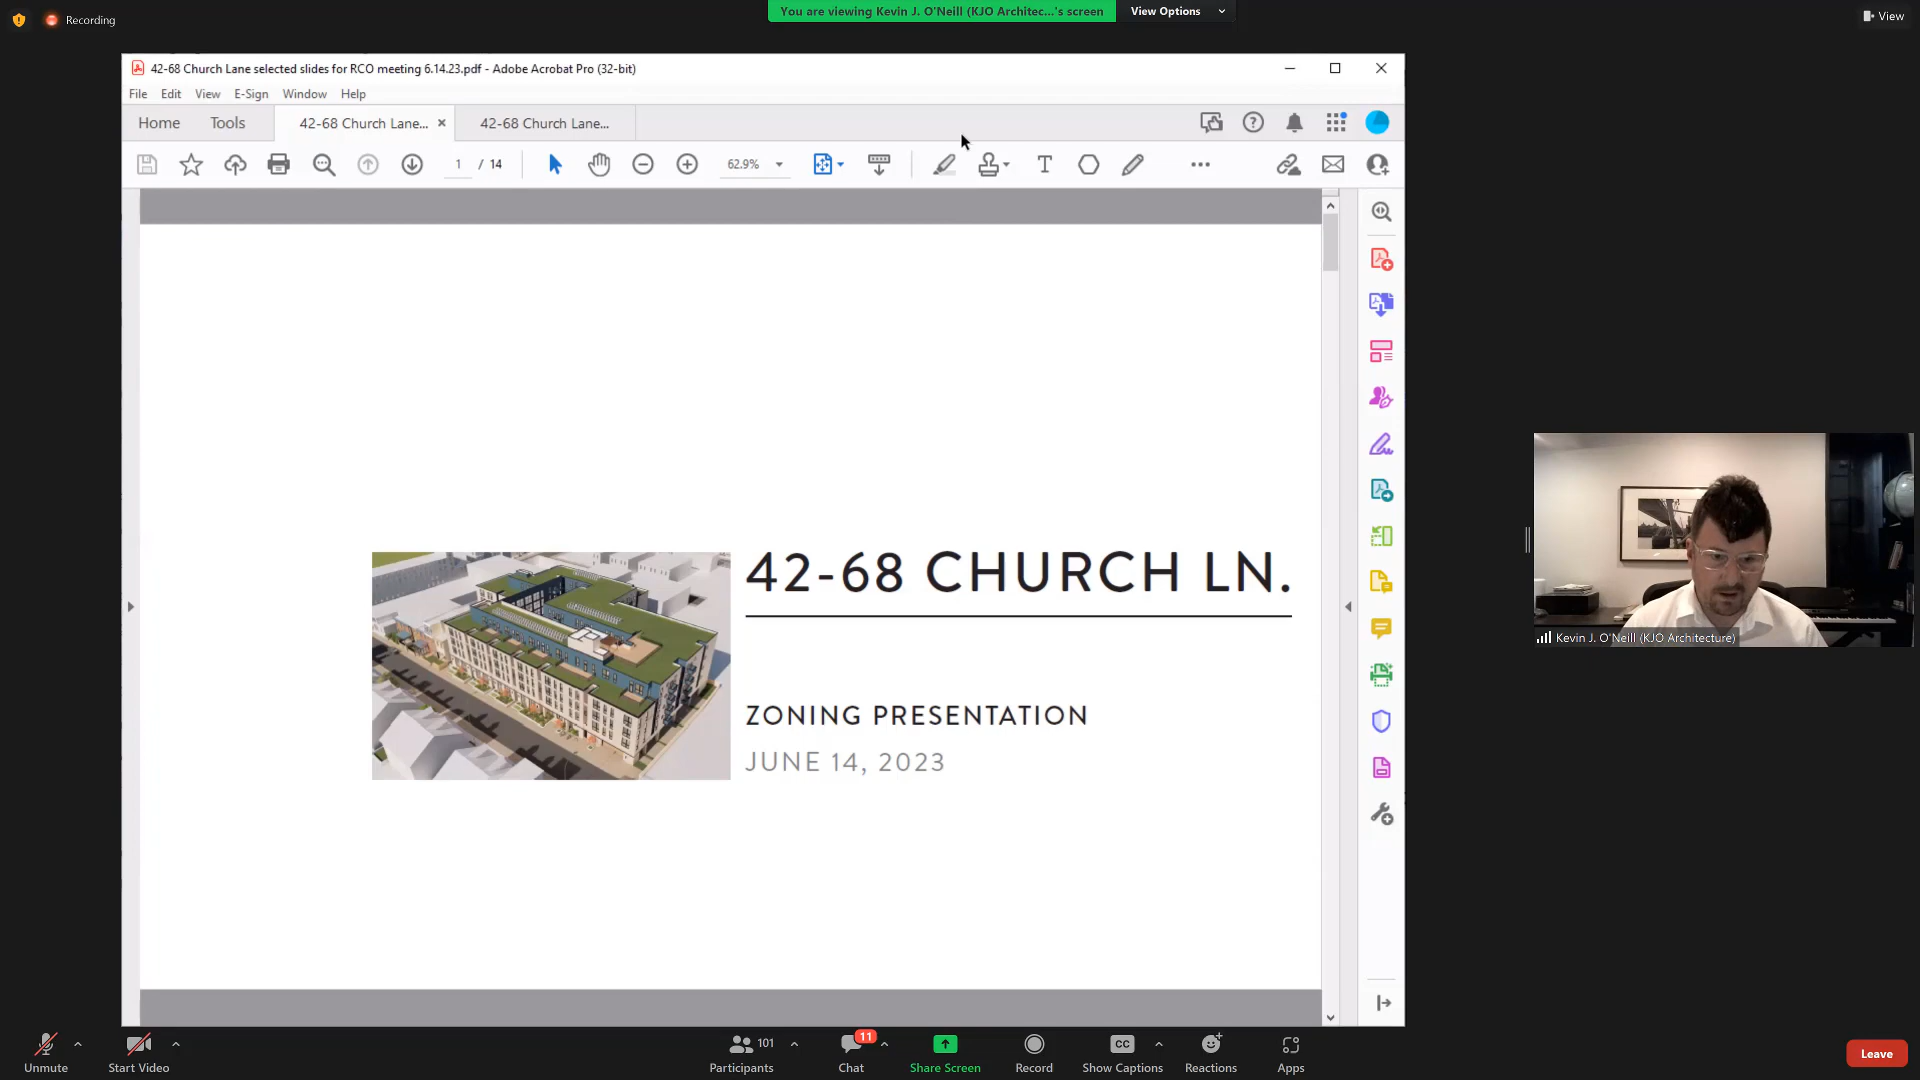 Recording
You are viewing Kevin J. O'Neill (KJO Architec...'s screen
View Options
View
42-68 Church Lane selected slides for RCO meeting 6.14.23.pdf - Adobe Acrobat Pro (32-bit)
File Edit View E-Sign Window Help
Home Tools 42-68 Church Lane... 42-68 Church Lane...
1 / 14 62.9%
42-68 CHURCH LN.
ZONING PRESENTATION
JUNE 14, 2023
Kevin J. O'Neill (KJO Architecture)
101 11 CC
Unmute Start Video Participants Chat Share Screen Record Show Captions Reactions Apps Leave